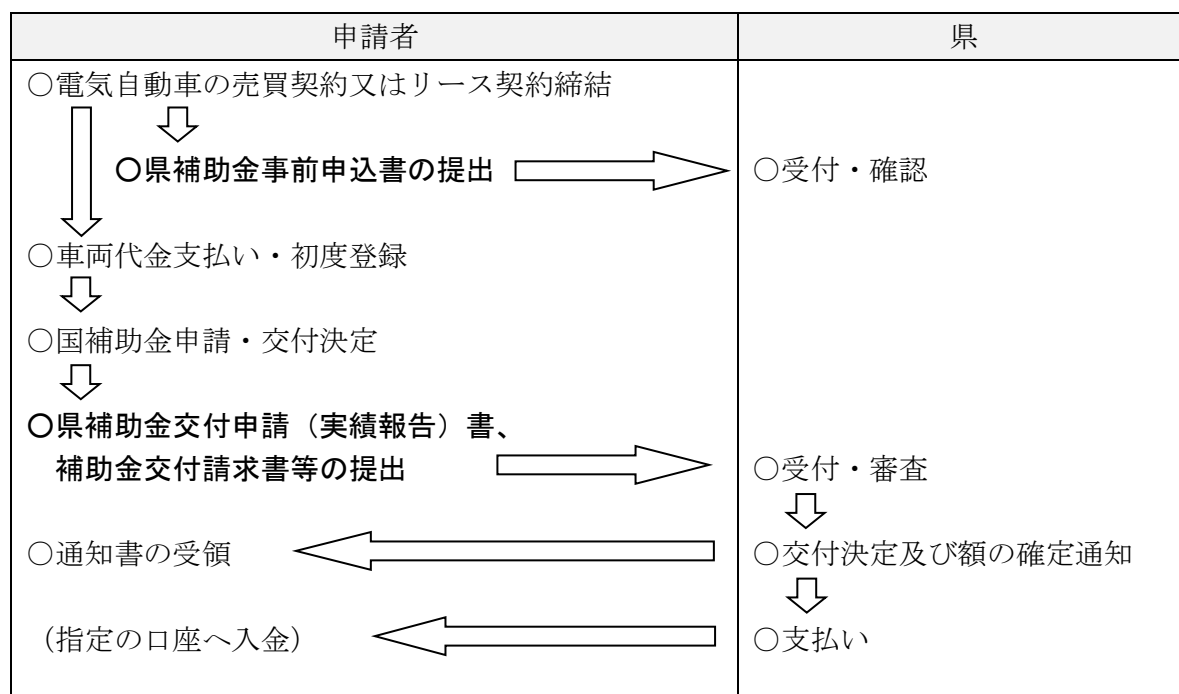 申請者
県
○電気自動車の売買契約又はリース契約締結
○県補助金事前申込書の提出
○受付・確認
○車両代金支払い・初度登録
○国補助金申請・交付決定
○県補助金交付申請（実績報告）書、
補助金交付請求書等の提出
○受付・審査
○通知書の受領
○交付決定及び額の確定通知
（指定の口座へ入金）
○支払い